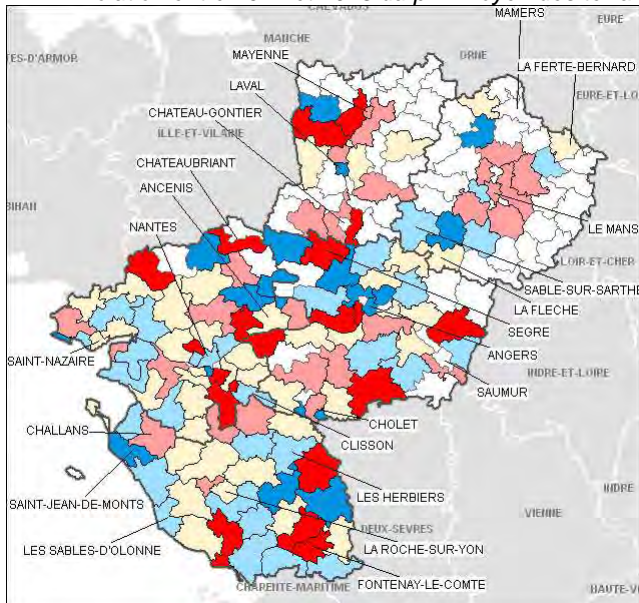 CALVADOS
MAMERS
EURE
MANCHE
MAYENNE
ORNE
LA FERTE-BERNARD
LAVAL
EURE-ET-LO
CHATEAU-GONTIER
ILLE-ET-VILAINE
CHATEAUBRIANT
ANCENIS
NANTES
LE MANS
LOIR-ET-CHER
SABLE-SUR-SARTHE
LA FLECHE
SEGRE
ANGERS
SAINT-NAZAIRE
INDRE-ET-LOIRE
SAUMUR
CHOLET
CHALLANS
CLISSON
INDRE
SAINT-JEAN-DE-MONTS
LES HERBIERS
VIENNE
DEUX-SEVRES
LES SABLES-D'OLONNE
LA ROCHE-SUR-YON
FONTENAY-LE-COMTE
CHARENTE-MARITIME
HAUTE-V
TES-D'ARMOR
BIHAN